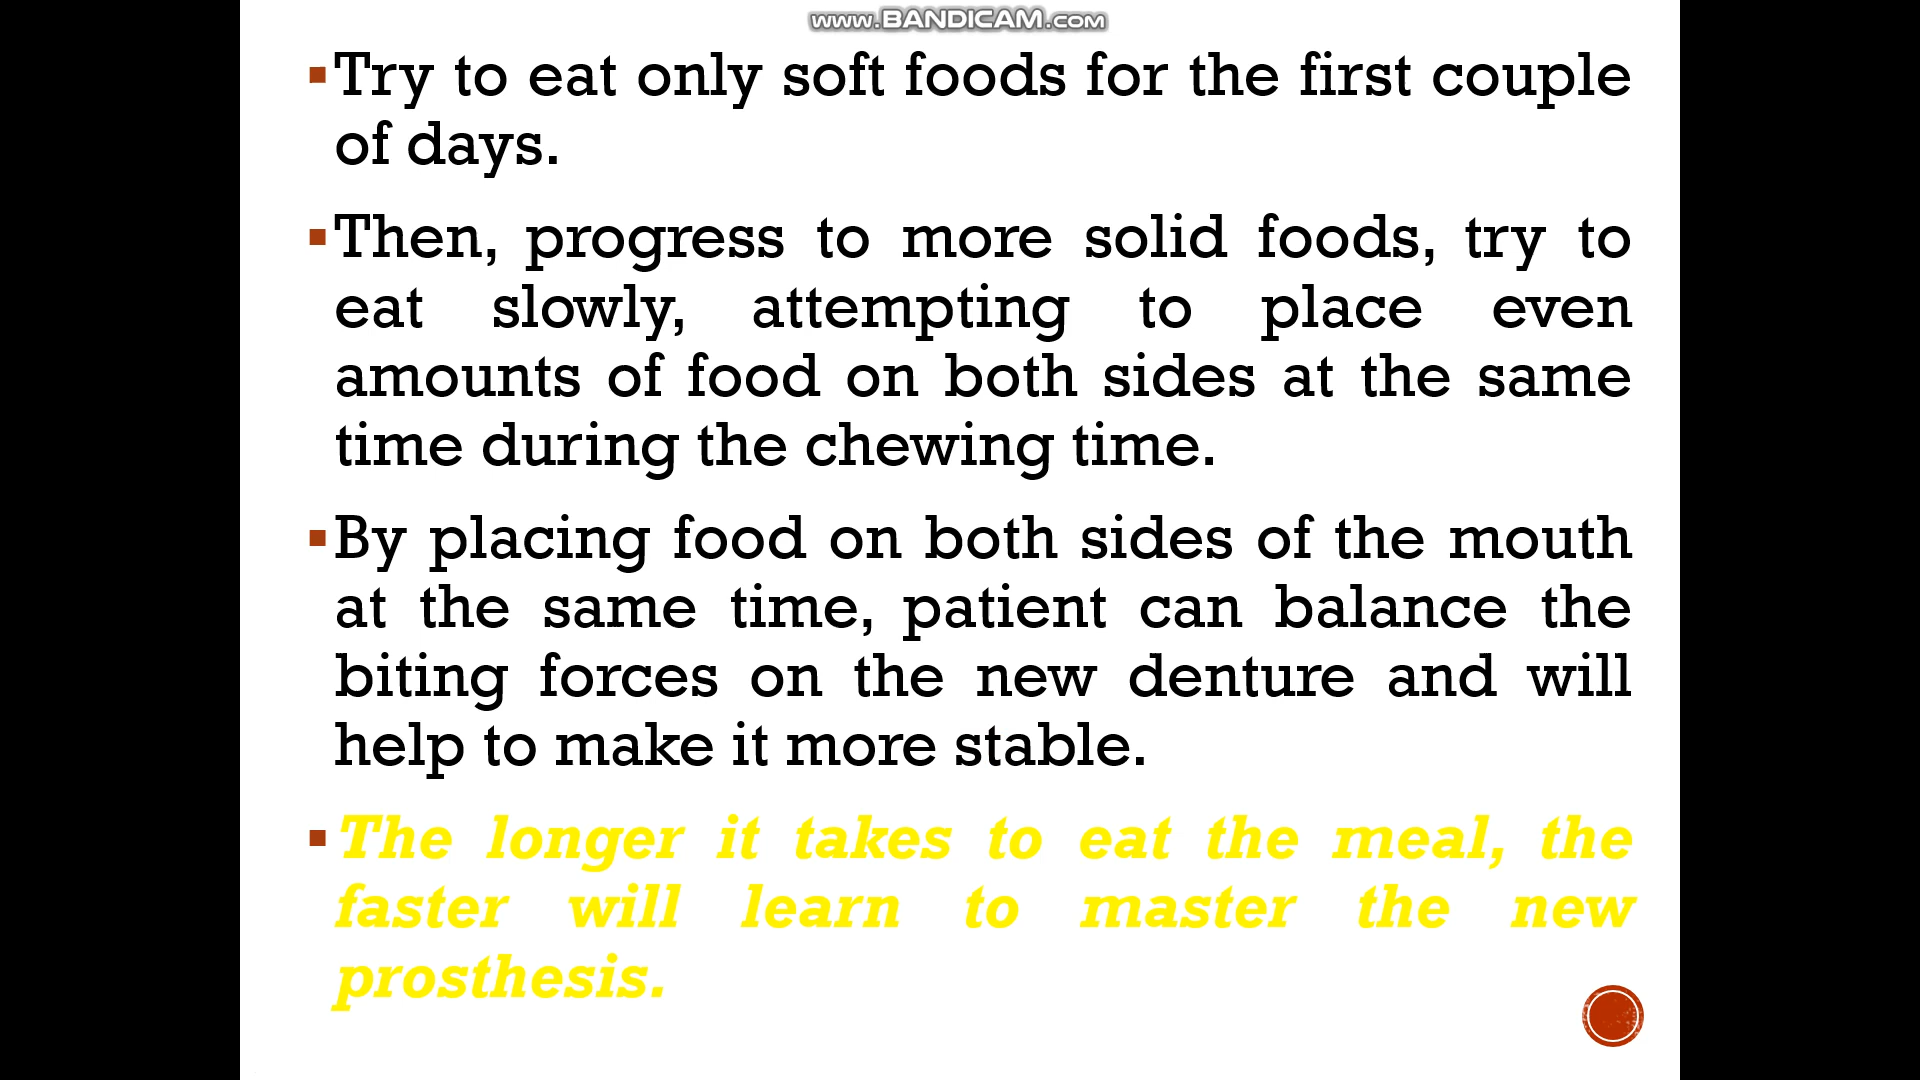 www.BANDICAM.com
▪Try to eat only soft foods for the first couple
of days.
▪Then, progress to more solid foods, try to
eat slowly, attempting to place even
amounts of food on both sides at the same
time during the chewing time.
▪By placing food on both sides of the mouth
at the same time, patient can balance the
biting forces on the new denture and will
help to make it more stable.
▪The longer it takes to eat the meal, the
faster will learn to master the new
prosthesis.